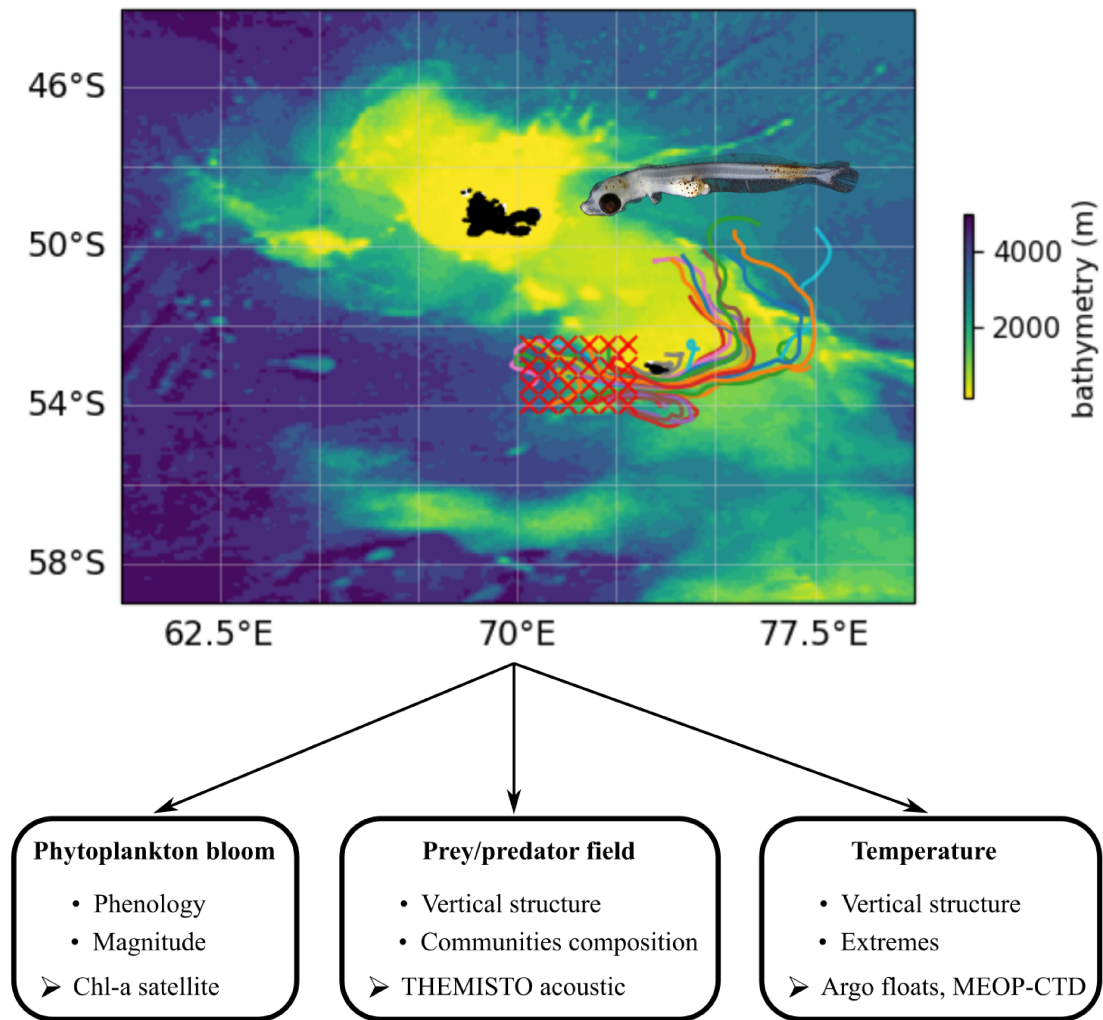 46°S
50°S
54°S
58°S
62.5°E 70°E 77.5°E
4000
2000
bathymetry (m)
Phytoplankton bloom
• Phenology
• Magnitude
➢ Chl-a satellite
Prey/predator field
• Vertical structure
• Communities composition
➢ THEMISTO acoustic
Temperature
• Vertical structure
• Extremes
➢ Argo floats, MEOP-CTD